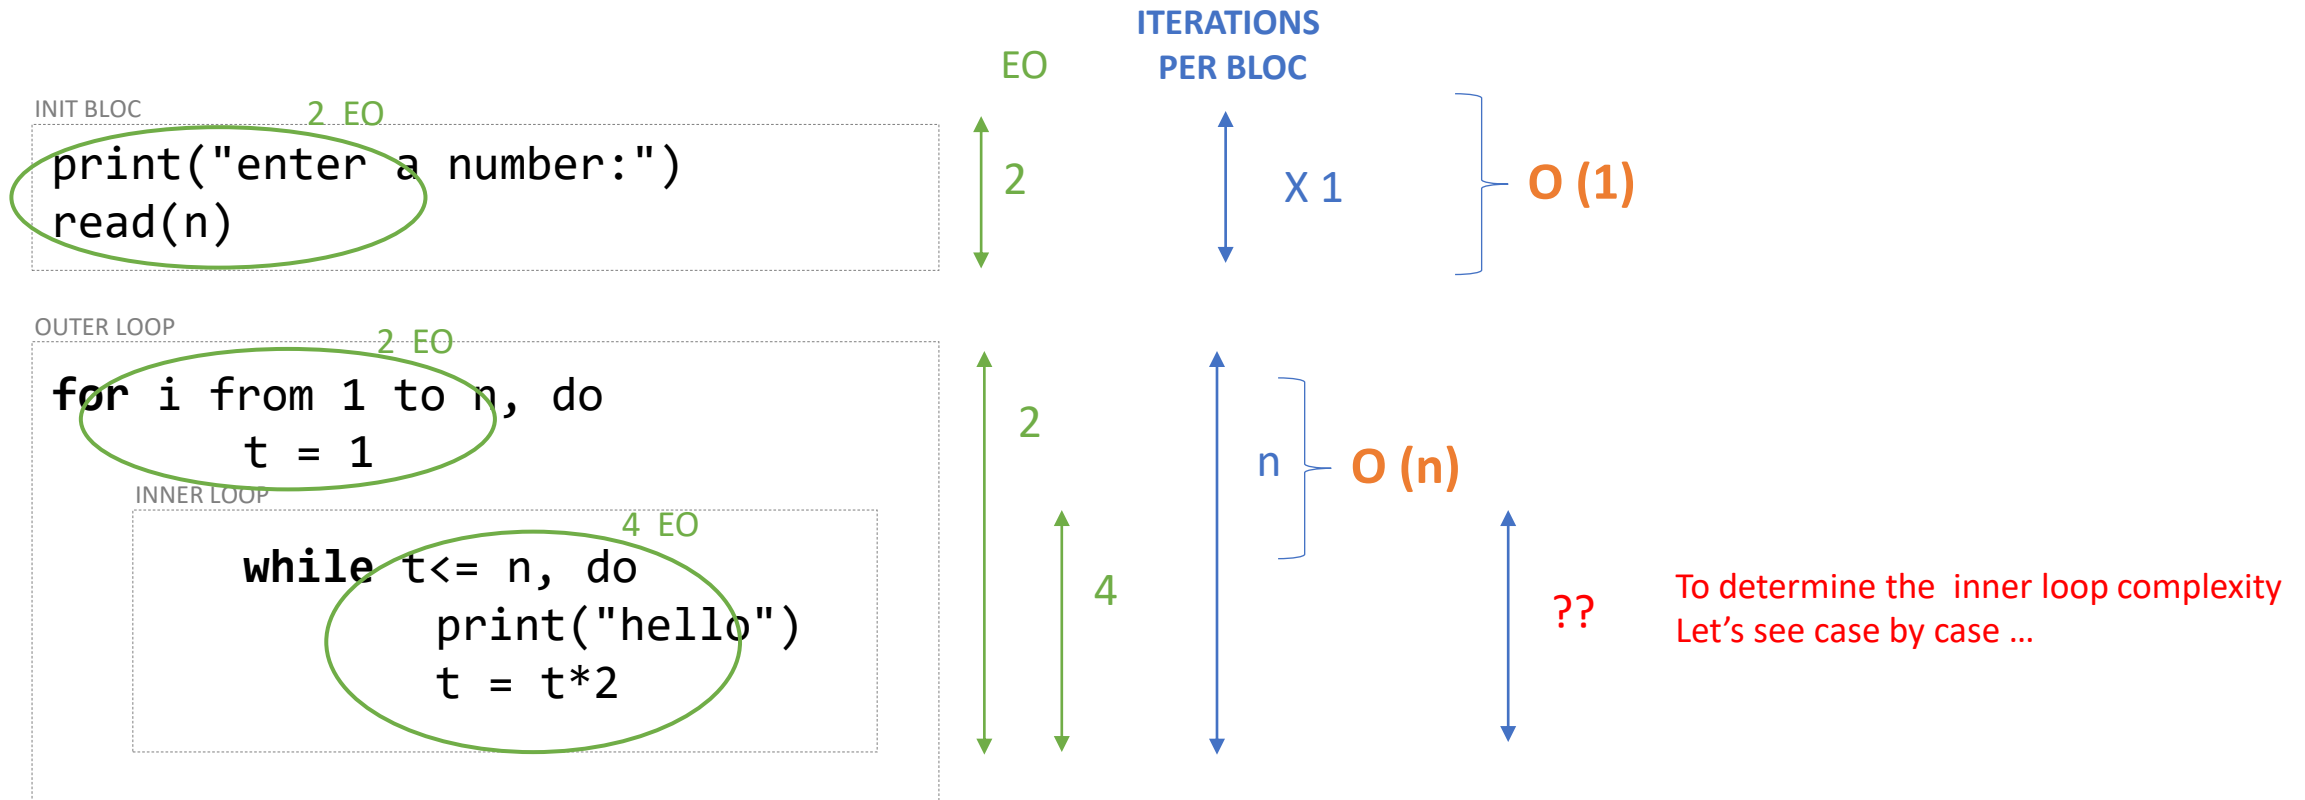 ITERATIONS
PER BLOC
EO
INIT BLOC
2 EO
print("enter a number:")
read(n)
2
X 1
O (1)
OUTER LOOP
2 EO
for i from 1 to n, do
t = 1
2
n
O (n)
INNER LOOP
4 EO
while t<= n, do
print("hello")
t = t*2
4
??
To determine the inner loop complexity
Let's see case by case ...